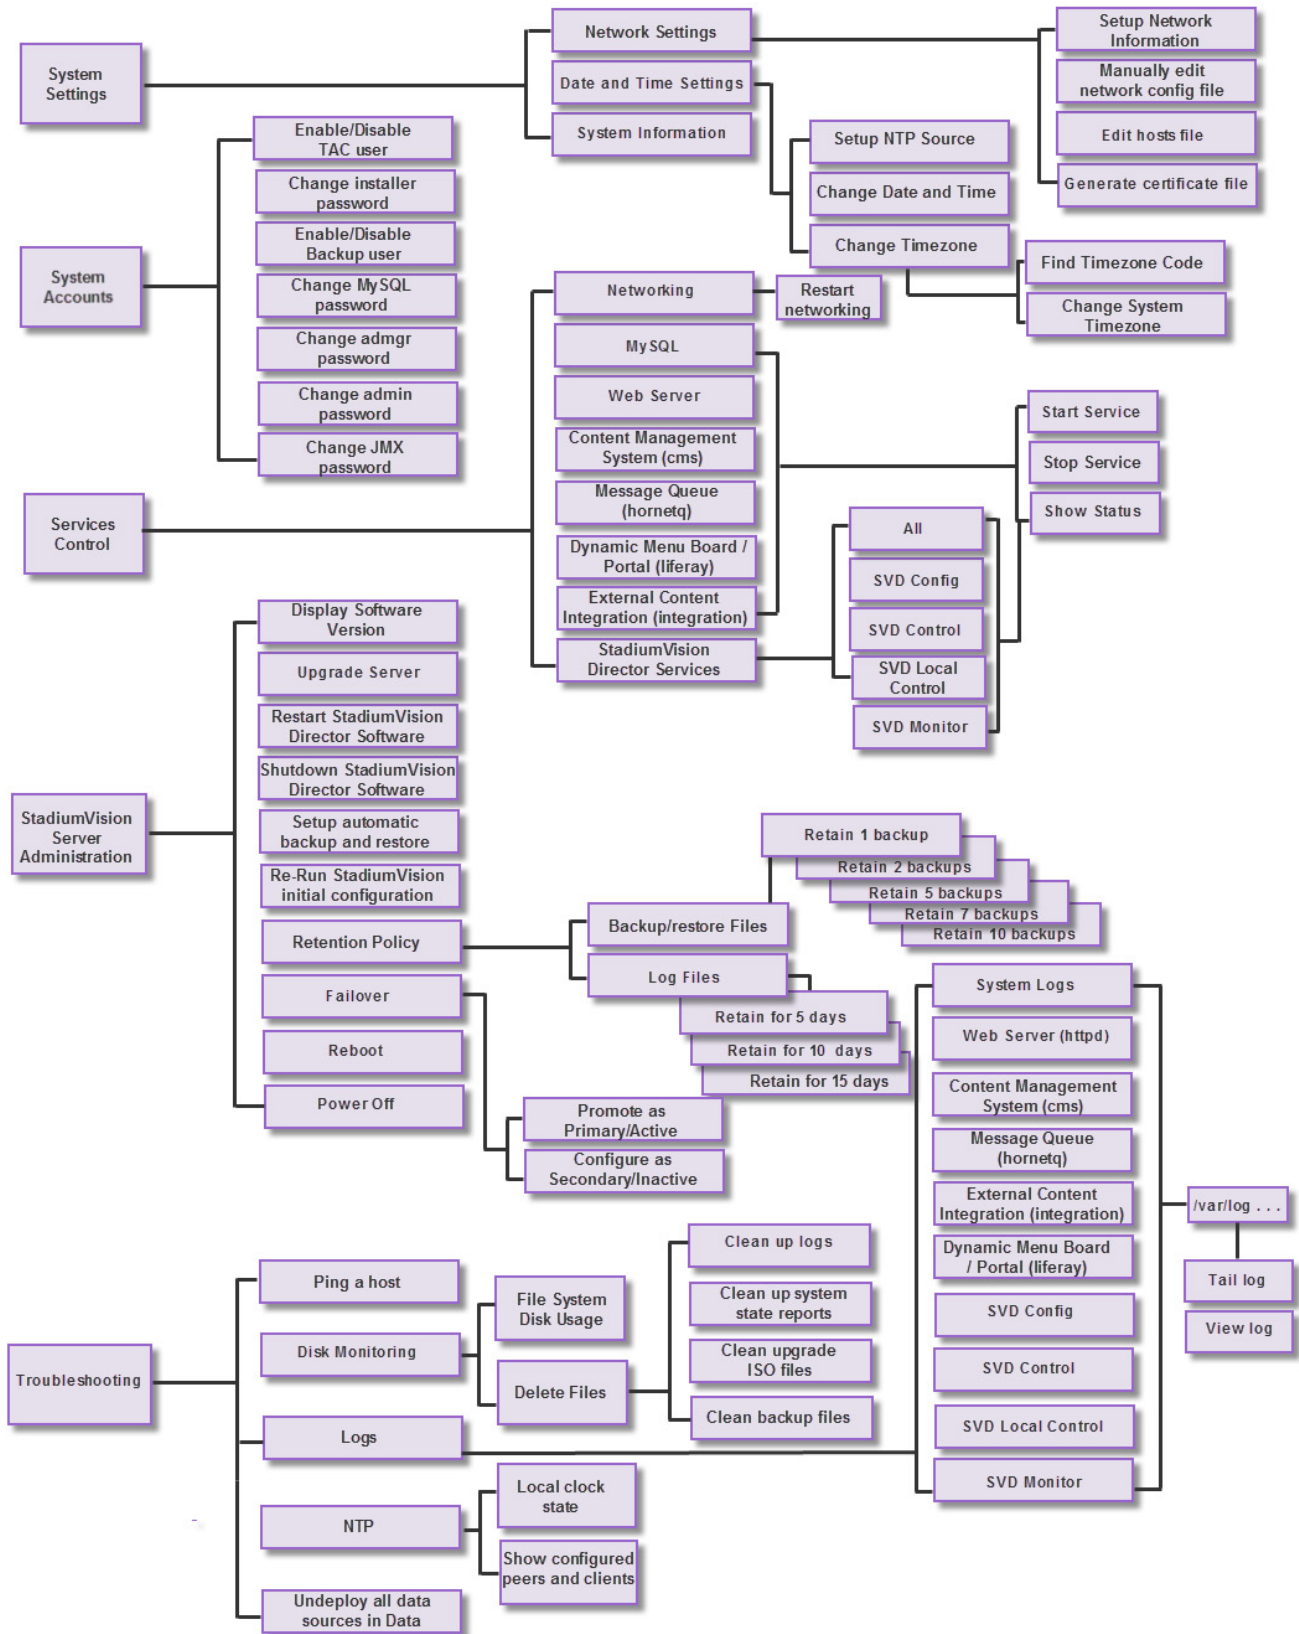 System
Settings
Network Settings
Date and Time Settings
System Information
Setup Network
Information
Manually edit
network config file
Edit hosts file
Generate certificate file
Setup NTP Source
Change Date and Time
Change Timezone
Find Timezone Code
Change System
Timezone
System
Accounts
Enable/Disable
TAC user
Change installer
password
Enable/Disable
Backup user
Change MySQL
password
Change admgr
password
Change admin
password
Change JMX
password
Services
Control
Networking
Restart
networking
MySQL
Web Server
Content Management
System (cms)
Message Queue
(hornetq)
Dynamic Menu Board /
Portal (liferay)
External Content
Integration (integration)
StadiumVision
Director Services
All
SVD Config
SVD Control
SVD Local
Control
SVD Monitor
Start Service
Stop Service
Show Status
StadiumVision
Server
Administration
Display Software
Version
Upgrade Server
Restart StadiumVision
Director Software
Shutdown StadiumVision
Director Software
Setup automatic
backup and restore
Re-Run StadiumVision
initial configuration
Retention Policy
Failover
Reboot
Power Off
Backup/restore Files
Log Files
Retain 1 backup
Retain 2 backups
Retain 5 backups
Retain 7 backups
Retain 10 backups
Retain for 5 days
Retain for 10 days
Retain for 15 days
Promote as
Primary/Active
Configure as
Secondary/Inactive
Troubleshooting
Ping a host
Disk Monitoring
Logs
NTP
Undeploy all data
sources in Data
File System
Disk Usage
Delete Files
Clean up logs
Clean up system
state reports
Clean upgrade
ISO files
Clean backup files
Local clock
state
Show configured
peers and clients
System Logs
Web Server (httpd)
Content Management
System (cms)
Message Queue
(hornetq)
External Content
Integration (integration)
Dynamic Menu Board
/ Portal (liferay)
SVD Config
SVD Control
SVD Local Control
SVD Monitor
/var/log . . .
Tail log
View log